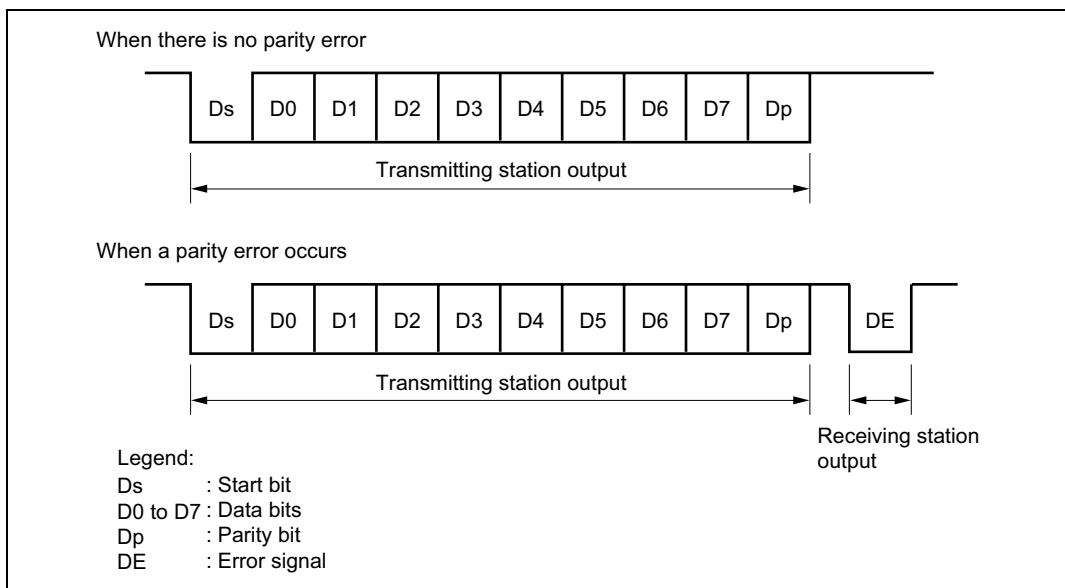 When there is no parity error
Ds D0 D1 D2 D3 D4 D5 D6 D7 Dp
Transmitting station output
When a parity error occurs
Ds D0 D1 D2 D3 D4 D5 D6 D7 Dp DE
Transmitting station output
Receiving station
output
Legend:
Ds : Start bit
D0 to D7 : Data bits
Dp : Parity bit
DE : Error signal